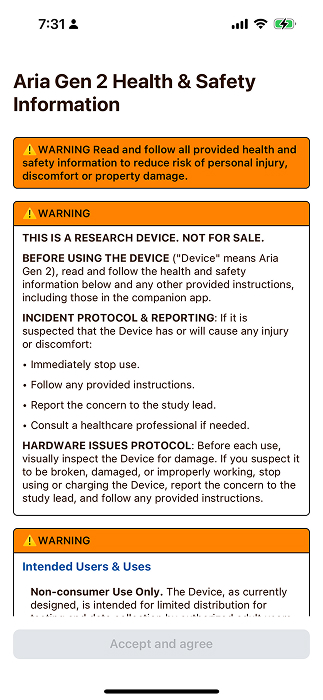 7:31
Aria Gen 2 Health & Safety
Information
⚠️ WARNING Read and follow all provided health and
safety information to reduce risk of personal injury,
discomfort or property damage.
⚠️ WARNING
THIS IS A RESEARCH DEVICE. NOT FOR SALE.
BEFORE USING THE DEVICE ("Device" means Aria
Gen 2), read and follow the health and safety
information below and any other provided instructions,
including those in the companion app.
INCIDENT PROTOCOL & REPORTING: If it is
suspected that the Device has or will cause any injury
or discomfort:
• Immediately stop use.
• Follow any provided instructions.
• Report the concern to the study lead.
• Consult a healthcare professional if needed.
HARDWARE ISSUES PROTOCOL: Before each use,
visually inspect the Device for damage. If you suspect it
to be broken, damaged, or improperly working, stop
using or charging the Device, report the concern to the
study lead, and follow any provided instructions.
⚠️ WARNING
Intended Users & Uses
Non-consumer Use Only. The Device, as currently
designed, is intended for limited distribution for
Accept and agree